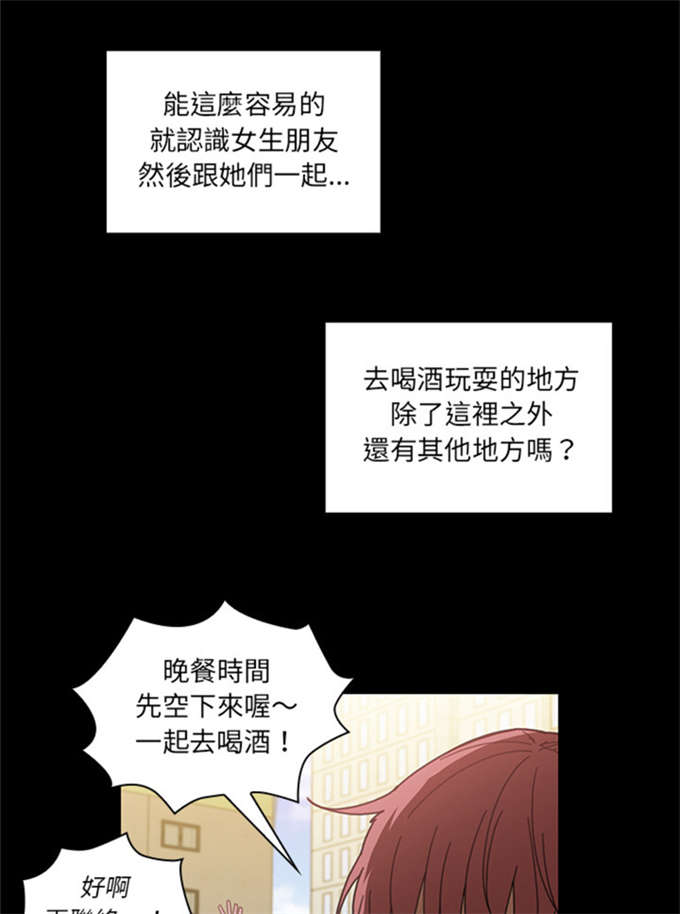 能這麼容易的
就認識女生朋友
然後跟她們一起...
去喝酒玩耍的地方
除了這裡之外
還有其他地方嗎？
晚餐時間
先空下來喔～
一起去喝酒！
好啊